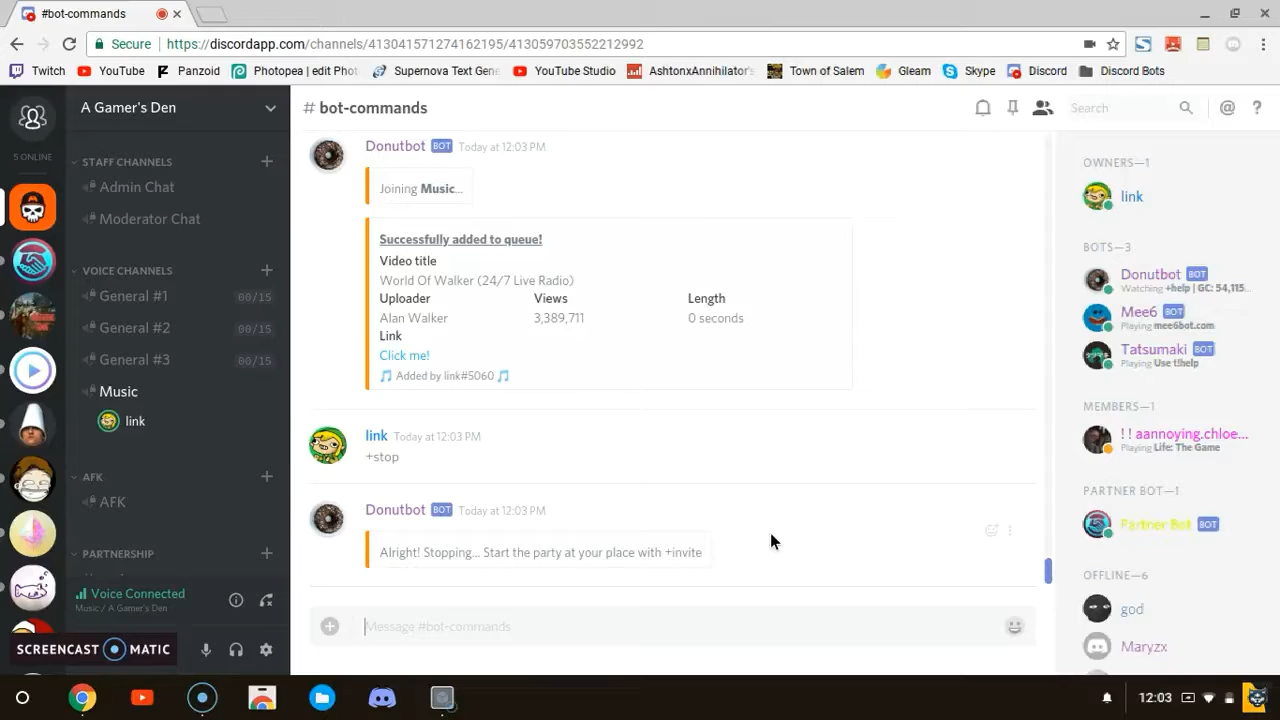 #bot-commands
Secure
https://discordapp.com/channels/413041571274162195/413059703552212992
Twitch
YouTube
Panzoid
Photopea | edit Phot
Supernova Text Gene
YouTube Studio
AshtonxAnnihilator's
Town of Salem
Gleam
Skype
Discord
Discord Bots
5 ONLINE
A Gamer's Den
STAFF CHANNELS
Admin Chat
Moderator Chat
VOICE CHANNELS
General #1 00/15
General #2 00/15
General #3 00/15
Music
link
AFK
AFK
PARTNERSHIP
Voice Connected
Music / A Gamer's Den
SCREENCAST MATIC
# bot-commands
Search
Donutbot BOT Today at 12:03 PM
Joining Music...
Successfully added to queue!
Video title
World Of Walker (24/7 Live Radio)
Uploader Views Length
Alan Walker 3,389,711 0 seconds
Link
Click me!
Added by link#5060
link Today at 12:03 PM
+stop
Donutbot BOT Today at 12:03 PM
Alright! Stopping... Start the party at your place with +invite
Message #bot-commands
OWNERS—1
link
BOTS—3
Donutbot BOT
Watching +help | GC: 54,115...
Mee6 BOT
Playing mee6bot.com
Tatsumaki BOT
Playing Use t!help
MEMBERS—1
! ! aannoying.chloe...
Playing Life: The Game
PARTNER BOT—1
Partner Bot BOT
OFFLINE—6
god
Maryzx
12:03